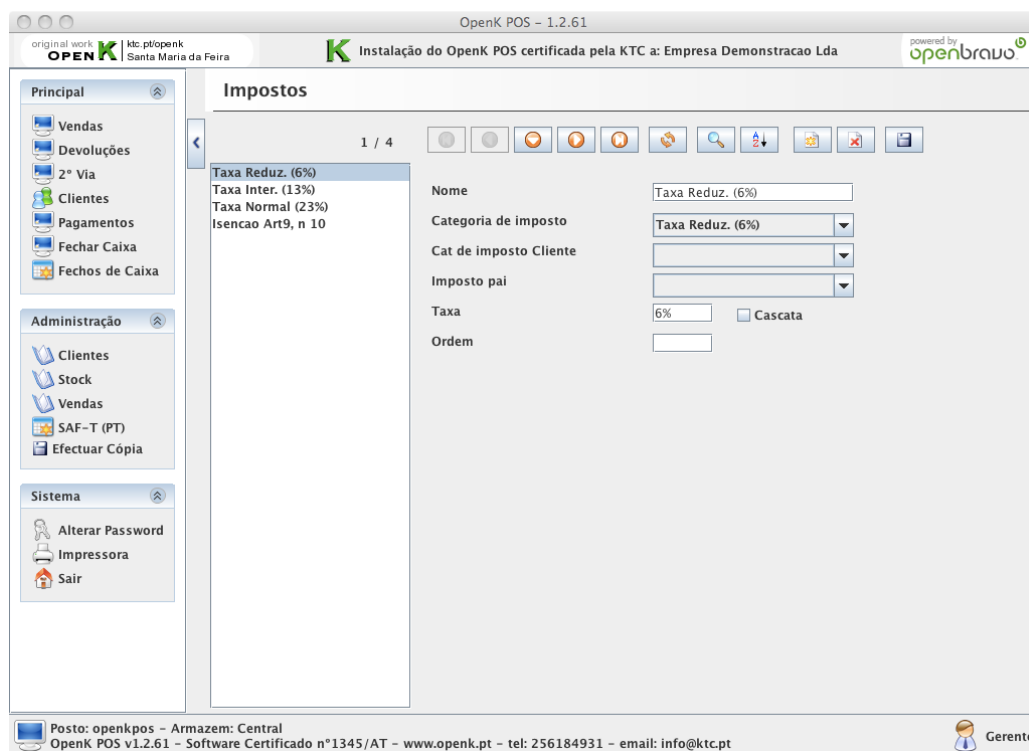 OpenK POS – 1.2.61
original work
OPEN K
ktc.pt/openk
Santa Maria da Feira
Instalação do OpenK POS certificada pela KTC a: Empresa Demonstracao Lda
powered by
openbravo
Principal
Vendas
Devoluções
2º Via
Clientes
Pagamentos
Fechar Caixa
Fechos de Caixa
Administração
Clientes
Stock
Vendas
SAF-T (PT)
Efectuar Cópia
Sistema
Alterar Password
Impressora
Sair
Impostos
1 / 4
Taxa Reduz. (6%)
Taxa Inter. (13%)
Taxa Normal (23%)
Isencao Art9, n 10
Nome
Taxa Reduz. (6%)
Categoria de imposto
Taxa Reduz. (6%)
Cat de imposto Cliente
Imposto pai
Taxa
6%
Cascata
Ordem
Posto: openkpos – Armazem: Central
OpenK POS v1.2.61 – Software Certificado nº1345/AT – www.openk.pt – tel: 256184931 – email: info@ktc.pt
Gerente